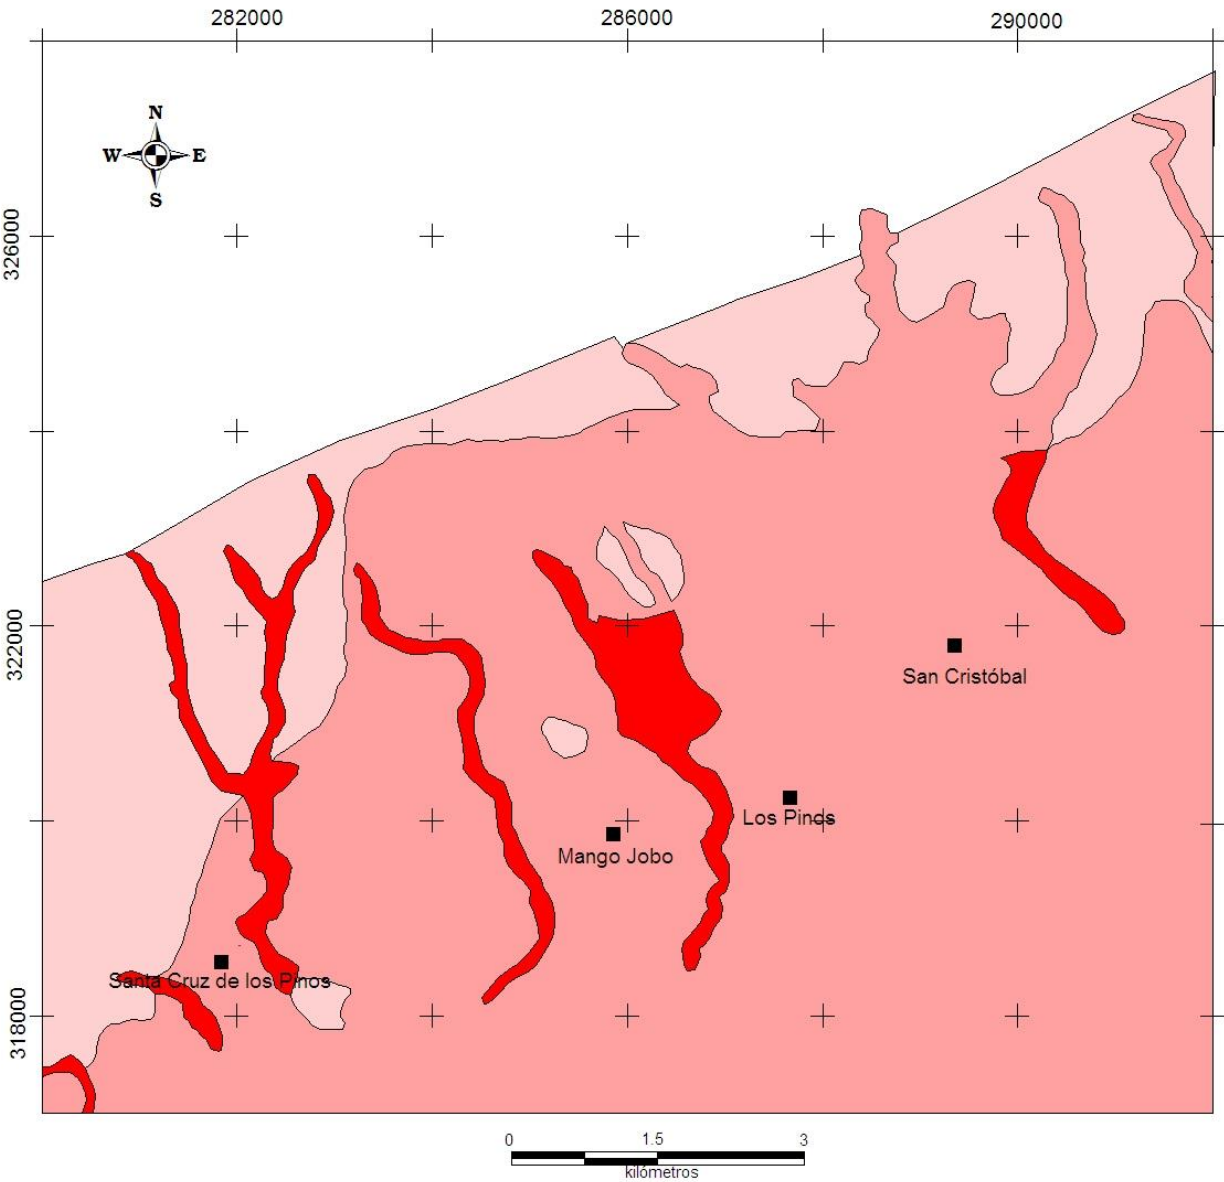 282000 286000 290000
N
W E
S
326000
322000
318000
San Cristóbal
Los Pinos
Mango Jobo
Santa Cruz de los Pinos
0 1.5 3
kilómetros